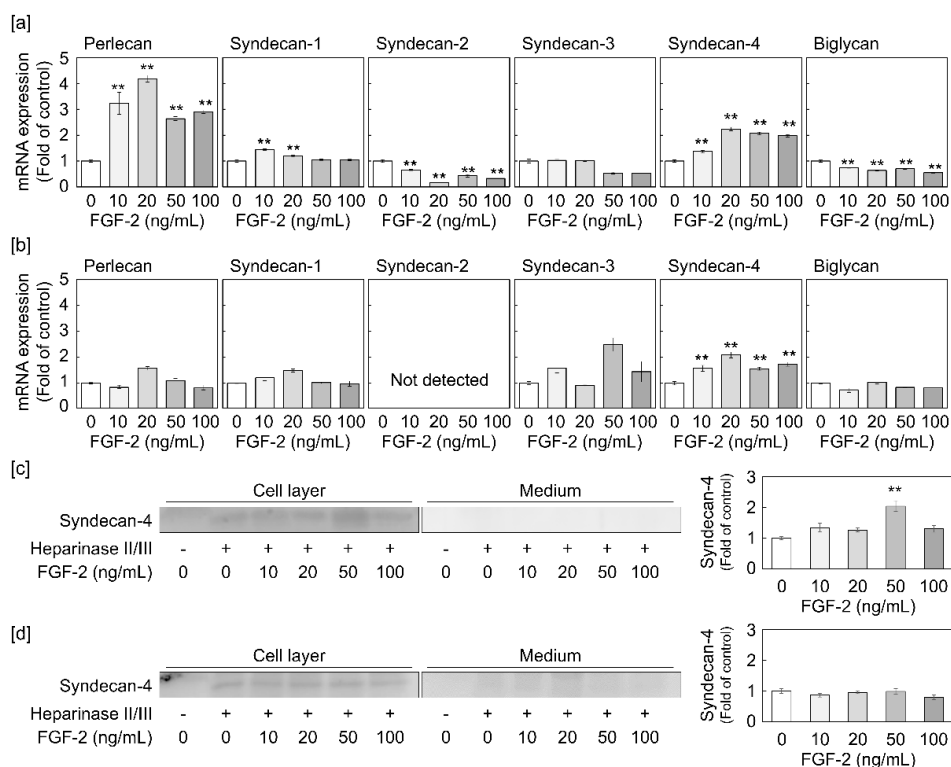 [a]
Perlecan Syndecan-1 Syndecan-2 Syndecan-3 Syndecan-4 Biglycan
mRNA expression
(Fold of control)
5
4
3
2
1
0
** ** ** **
** **
** ** ** **
** ** ** **
** ** ** **
0 10 20 50 100 0 10 20 50 100 0 10 20 50 100 0 10 20 50 100 0 10 20 50 100 0 10 20 50 100
FGF-2 (ng/mL) FGF-2 (ng/mL) FGF-2 (ng/mL) FGF-2 (ng/mL) FGF-2 (ng/mL) FGF-2 (ng/mL)
[b]
Perlecan Syndecan-1 Syndecan-2 Syndecan-3 Syndecan-4 Biglycan
mRNA expression
(Fold of control)
5
4
3
2
1
0
Not detected
** ** ** **
0 10 20 50 100 0 10 20 50 100 0 10 20 50 100 0 10 20 50 100 0 10 20 50 100 0 10 20 50 100
FGF-2 (ng/mL) FGF-2 (ng/mL) FGF-2 (ng/mL) FGF-2 (ng/mL) FGF-2 (ng/mL) FGF-2 (ng/mL)
[c]
Cell layer Medium
Syndecan-4
Heparinase II/III - + + + + + - + + + + +
FGF-2 (ng/mL) 0 0 10 20 50 100 0 0 10 20 50 100
Syndecan-4
(Fold of control)
3
2
1
0
**
0 10 20 50 100
FGF-2 (ng/mL)
[d]
Cell layer Medium
Syndecan-4
Heparinase II/III - + + + + + - + + + + +
FGF-2 (ng/mL) 0 0 10 20 50 100 0 0 10 20 50 100
Syndecan-4
(Fold of control)
3
2
1
0
0 10 20 50 100
FGF-2 (ng/mL)